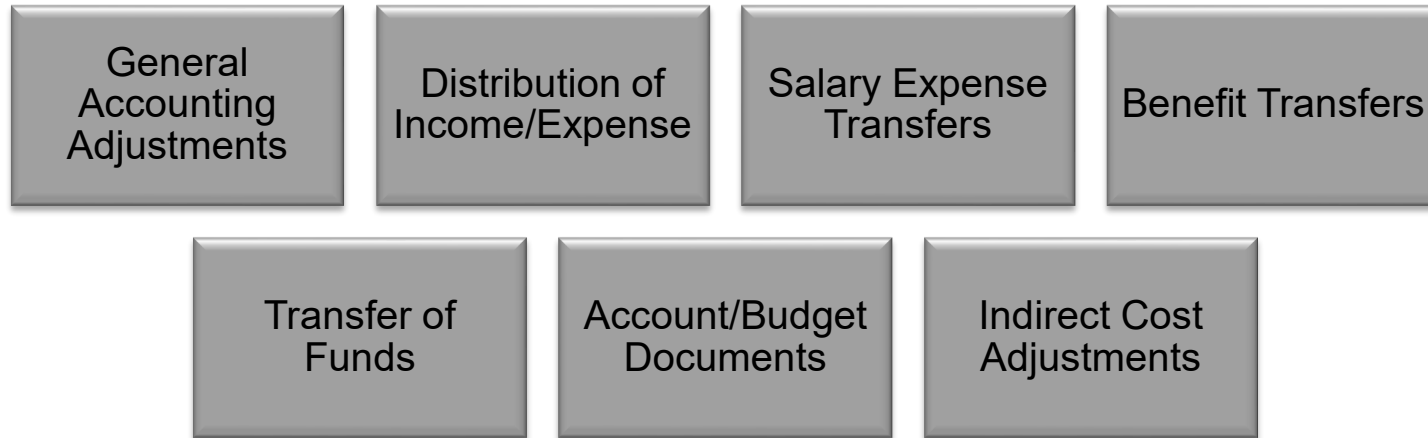 General
Accounting
Adjustments
Distribution of
Income/Expense
Salary Expense
Transfers
Benefit Transfers
Transfer of
Funds
Account/Budget
Documents
Indirect Cost
Adjustments